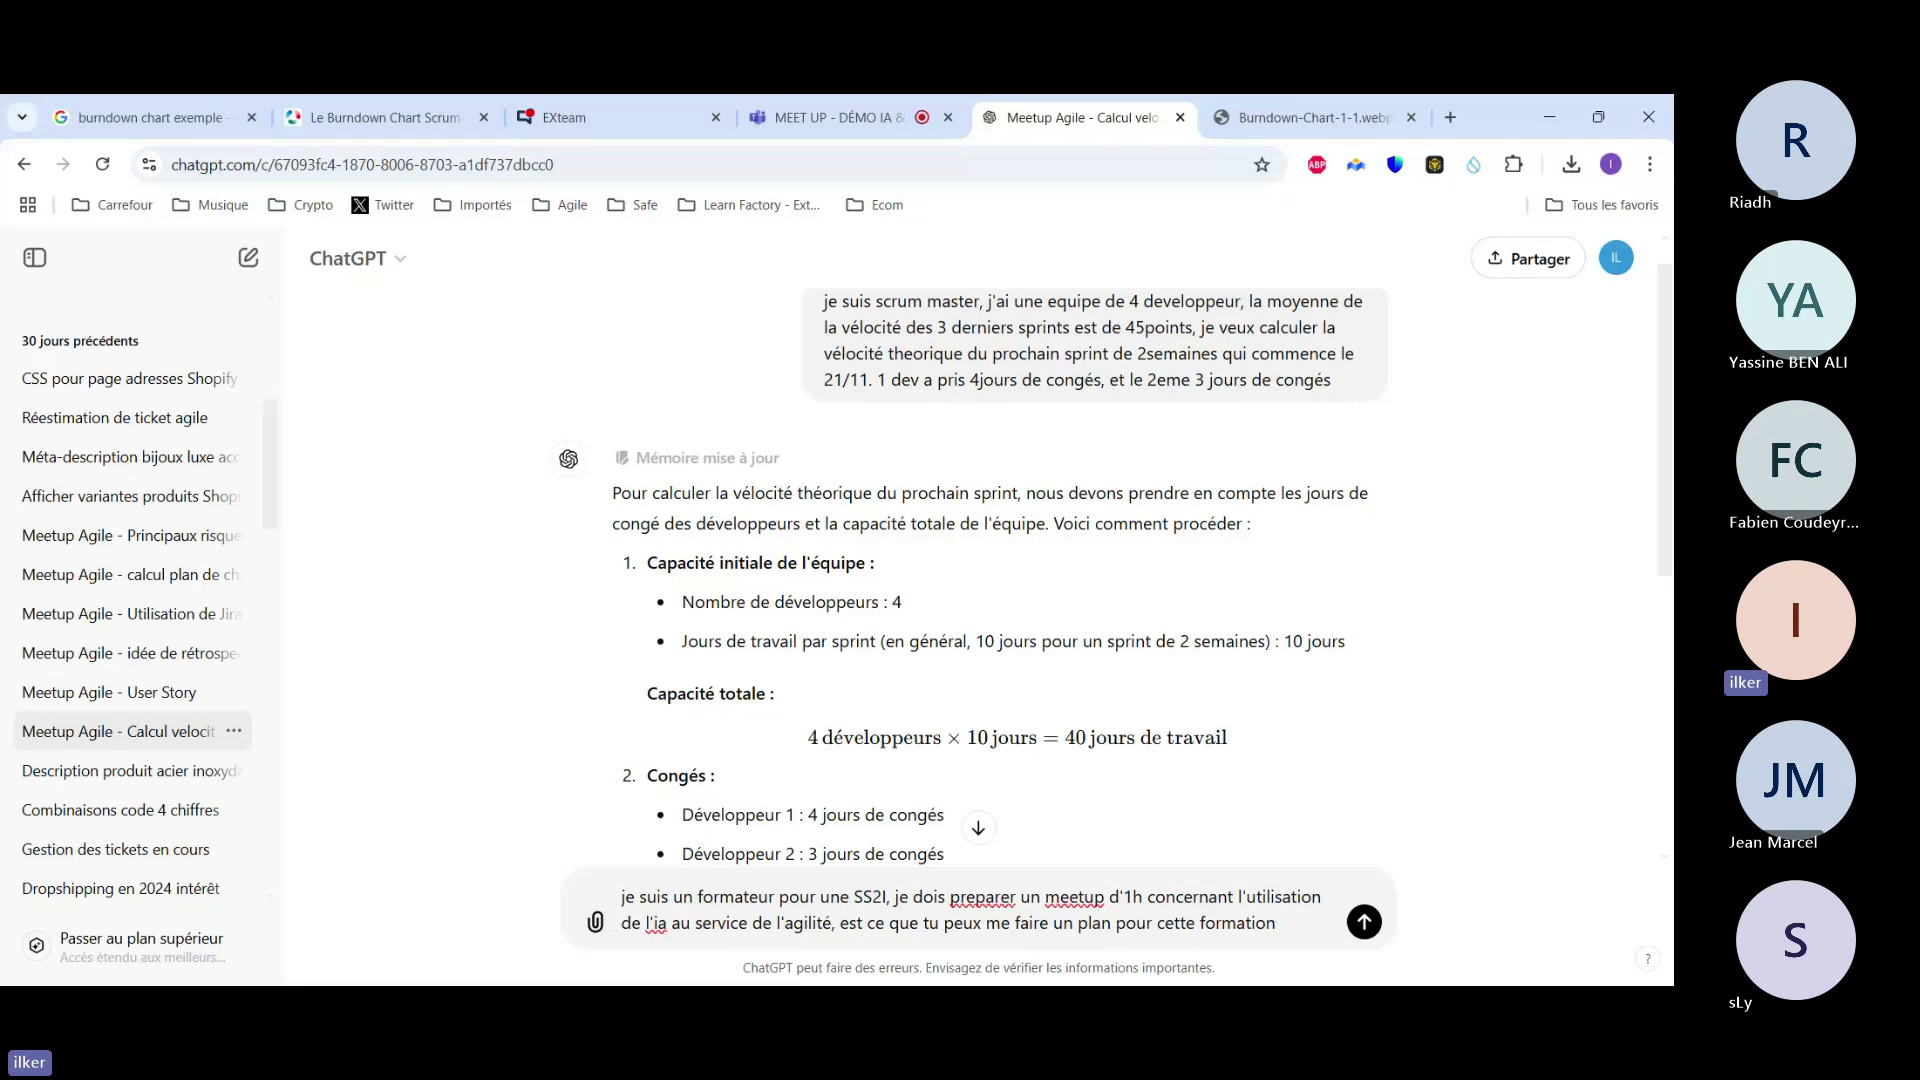 burndown chart exemple -
Le Burndown Chart Scrum
EXteam
MEET UP - DÉMO IA &
Meetup Agile - Calcul velo
Burndown-Chart-1-1.webp
chatgpt.com/c/67093fc4-1870-8006-8703-a1df737dbcc0
ABP
I
Carrefour
Musique
Crypto
Twitter
Importés
Agile
Safe
Learn Factory - Ext...
Ecom
Tous les favoris
ChatGPT
Partager
IL
30 jours précédents
CSS pour page adresses Shopify
Réestimation de ticket agile
Méta-description bijoux luxe acc
Afficher variantes produits Shopi
Meetup Agile - Principaux risque
Meetup Agile - calcul plan de ch
Meetup Agile - Utilisation de Jira
Meetup Agile - idée de rétrospe
Meetup Agile - User Story
Meetup Agile - Calcul velocit
Description produit acier inoxyda
Combinaisons code 4 chiffres
Gestion des tickets en cours
Dropshipping en 2024 intérêt
Passer au plan supérieur
Accès étendu aux meilleurs...
je suis scrum master, j'ai une equipe de 4 developpeur, la moyenne de
la vélocité des 3 derniers sprints est de 45points, je veux calculer la
vélocité theorique du prochain sprint de 2semaines qui commence le
21/11. 1 dev a pris 4jours de congés, et le 2eme 3 jours de congés
Mémoire mise à jour
Pour calculer la vélocité théorique du prochain sprint, nous devons prendre en compte les jours de
congé des développeurs et la capacité totale de l'équipe. Voici comment procéder :
1. Capacité initiale de l'équipe :
• Nombre de développeurs : 4
• Jours de travail par sprint (en général, 10 jours pour un sprint de 2 semaines) : 10 jours
Capacité totale :
4 développeurs × 10 jours = 40 jours de travail
2. Congés :
• Développeur 1 : 4 jours de congés
• Développeur 2 : 3 jours de congés
je suis un formateur pour une SS2I, je dois preparer un meetup d'1h concernant l'utilisation
de l'ia au service de l'agilité, est ce que tu peux me faire un plan pour cette formation
ChatGPT peut faire des erreurs. Envisagez de vérifier les informations importantes.
?
R
Riadh
YA
Yassine BEN ALI
FC
Fabien Coudeyr...
I
ilker
JM
Jean Marcel
S
sLy
ilker